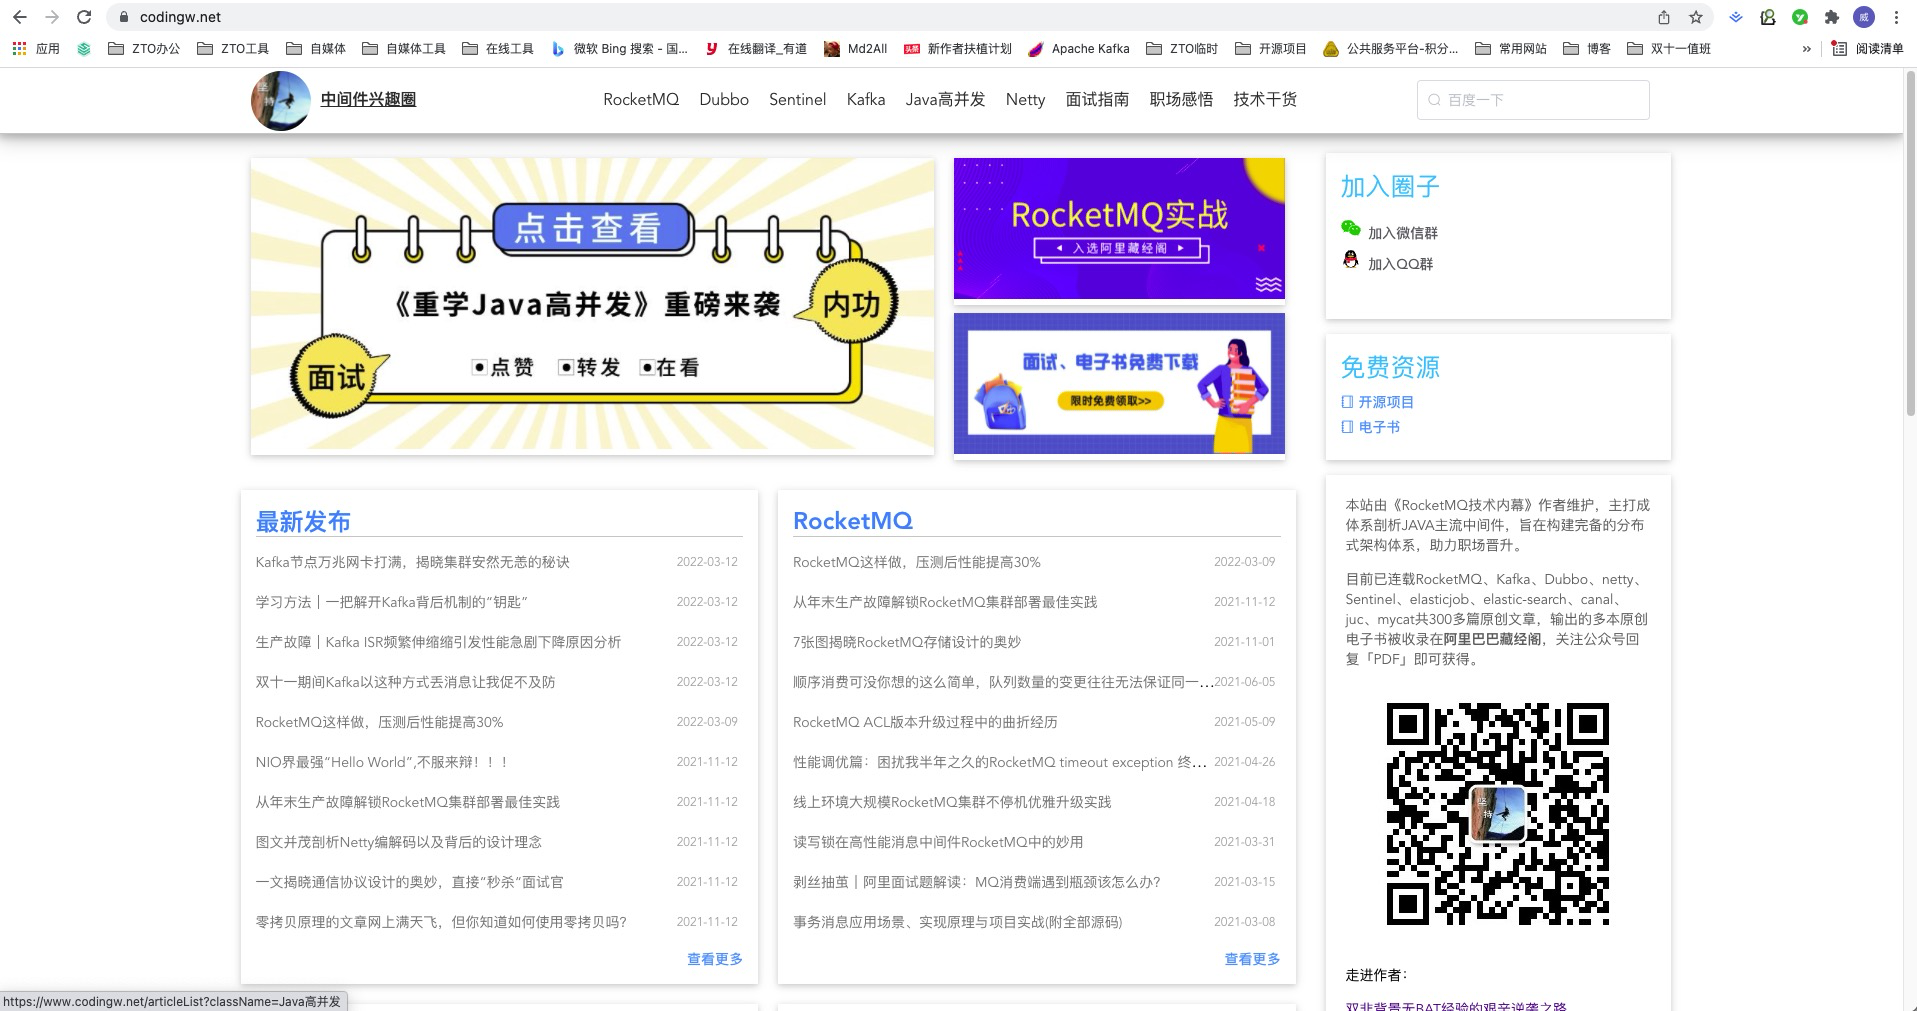 codingw.net
威
应用
ZTO办公
ZTO工具
自媒体
自媒体工具
在线工具
微软 Bing 搜索 - 国...
在线翻译_有道
Md2All
头条
新作者扶植计划
Apache Kafka
ZTO临时
开源项目
公共服务平台-积分...
常用网站
博客
双十一值班
»
阅读清单
坚持
中间件兴趣圈
RocketMQ
Dubbo
Sentinel
Kafka
Java高并发
Netty
面试指南
职场感悟
技术干货
百度一下
点击查看
《重学Java高并发》重磅来袭
内功
面试
点赞 转发 在看
RocketMQ实战
入选阿里藏经阁
面试、电子书免费下载
限时免费领取>>
加入圈子
加入微信群
加入QQ群
免费资源
开源项目
电子书
最新发布
Kafka节点万兆网卡打满，揭晓集群安然无恙的秘诀 2022-03-12
学习方法｜一把解开Kafka背后机制的“钥匙” 2022-03-12
生产故障｜Kafka ISR频繁伸缩缩引发性能急剧下降原因分析 2022-03-12
双十一期间Kafka以这种方式丢消息让我促不及防 2022-03-12
RocketMQ这样做，压测后性能提高30% 2022-03-09
NIO界最强“Hello World”,不服来辩！！！ 2021-11-12
从年末生产故障解锁RocketMQ集群部署最佳实践 2021-11-12
图文并茂剖析Netty编解码以及背后的设计理念 2021-11-12
一文揭晓通信协议设计的奥妙，直接“秒杀”面试官 2021-11-12
零拷贝原理的文章网上满天飞，但你知道如何使用零拷贝吗？ 2021-11-12
查看更多
RocketMQ
RocketMQ这样做，压测后性能提高30% 2022-03-09
从年末生产故障解锁RocketMQ集群部署最佳实践 2021-11-12
7张图揭晓RocketMQ存储设计的奥妙 2021-11-01
顺序消费可没你想的这么简单，队列数量的变更往往无法保证同一... 2021-06-05
RocketMQ ACL版本升级过程中的曲折经历 2021-05-09
性能调优篇：困扰我半年之久的RocketMQ timeout exception 终... 2021-04-26
线上环境大规模RocketMQ集群不停机优雅升级实践 2021-04-18
读写锁在高性能消息中间件RocketMQ中的妙用 2021-03-31
剥丝抽茧｜阿里面试题解读：MQ消费端遇到瓶颈该怎么办？ 2021-03-15
事务消息应用场景、实现原理与项目实战(附全部源码) 2021-03-08
查看更多
本站由《RocketMQ技术内幕》作者维护，主打成
体系剖析JAVA主流中间件，旨在构建完备的分布
式架构体系，助力职场晋升。
目前已连载RocketMQ、Kafka、Dubbo、netty、
Sentinel、elasticjob、elastic-search、canal、
juc、mycat共300多篇原创文章，输出的多本原创
电子书被收录在阿里巴巴藏经阁，关注公众号回
复「PDF」即可获得。
坚持
走进作者：
双非背景无BAT经验的艰辛逆袭之路
https://www.codingw.net/articleList?className=Java高并发